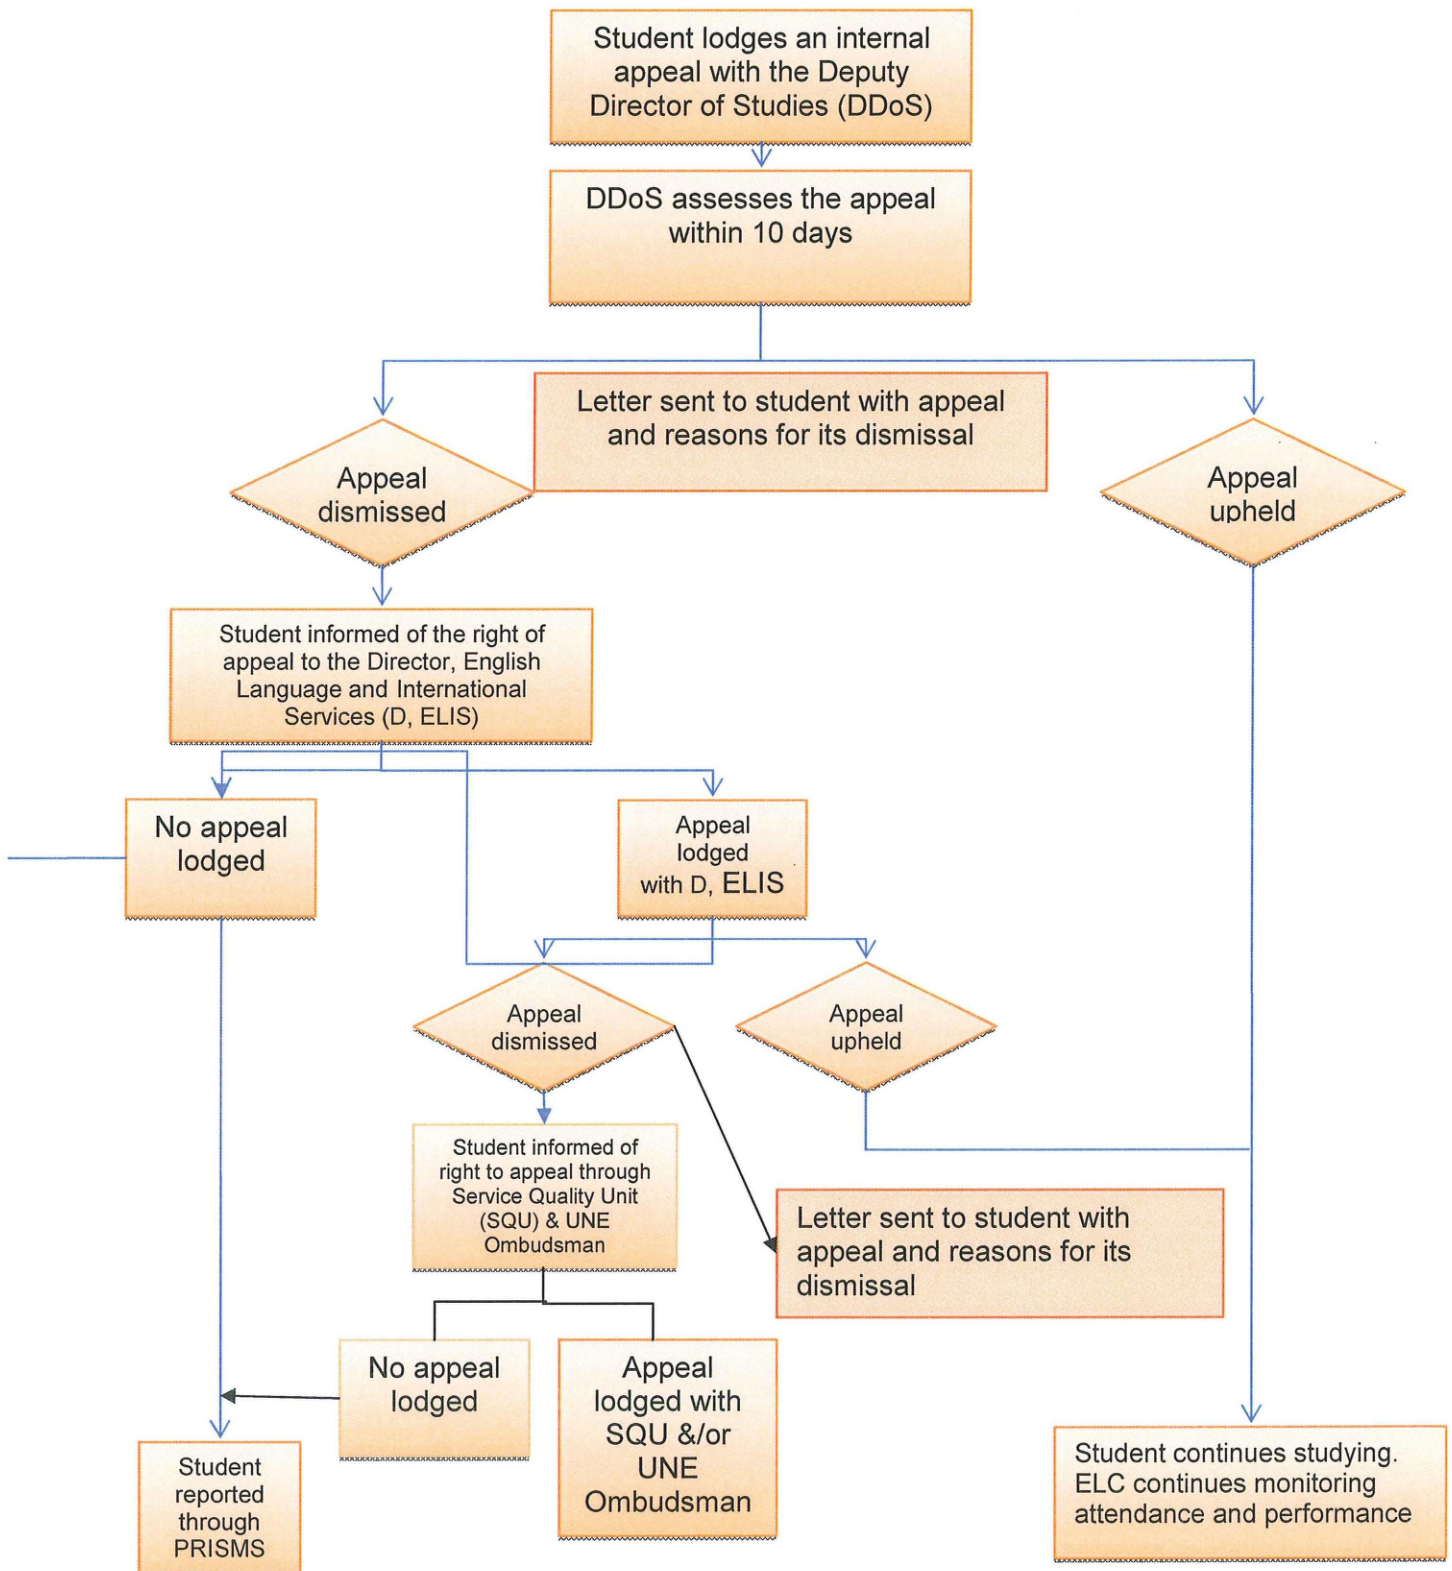 Student lodges an internal
appeal with the Deputy
Director of Studies (DDoS)
DDoS assesses the appeal
within 10 days
Letter sent to student with appeal
and reasons for its dismissal
Appeal
dismissed
Appeal
upheld
Student informed of the right of
appeal to the Director, English
Language and International
Services (D, ELIS)
No appeal
lodged
Appeal
lodged
with D, ELIS
Appeal
dismissed
Appeal
upheld
Student informed of
right to appeal through
Service Quality Unit
(SQU) & UNE
Ombudsman
Letter sent to student with
appeal and reasons for its
dismissal
No appeal
lodged
Appeal
lodged with
SQU &/or
UNE
Ombudsman
Student
reported
through
PRISMS
Student continues studying.
ELC continues monitoring
attendance and performance